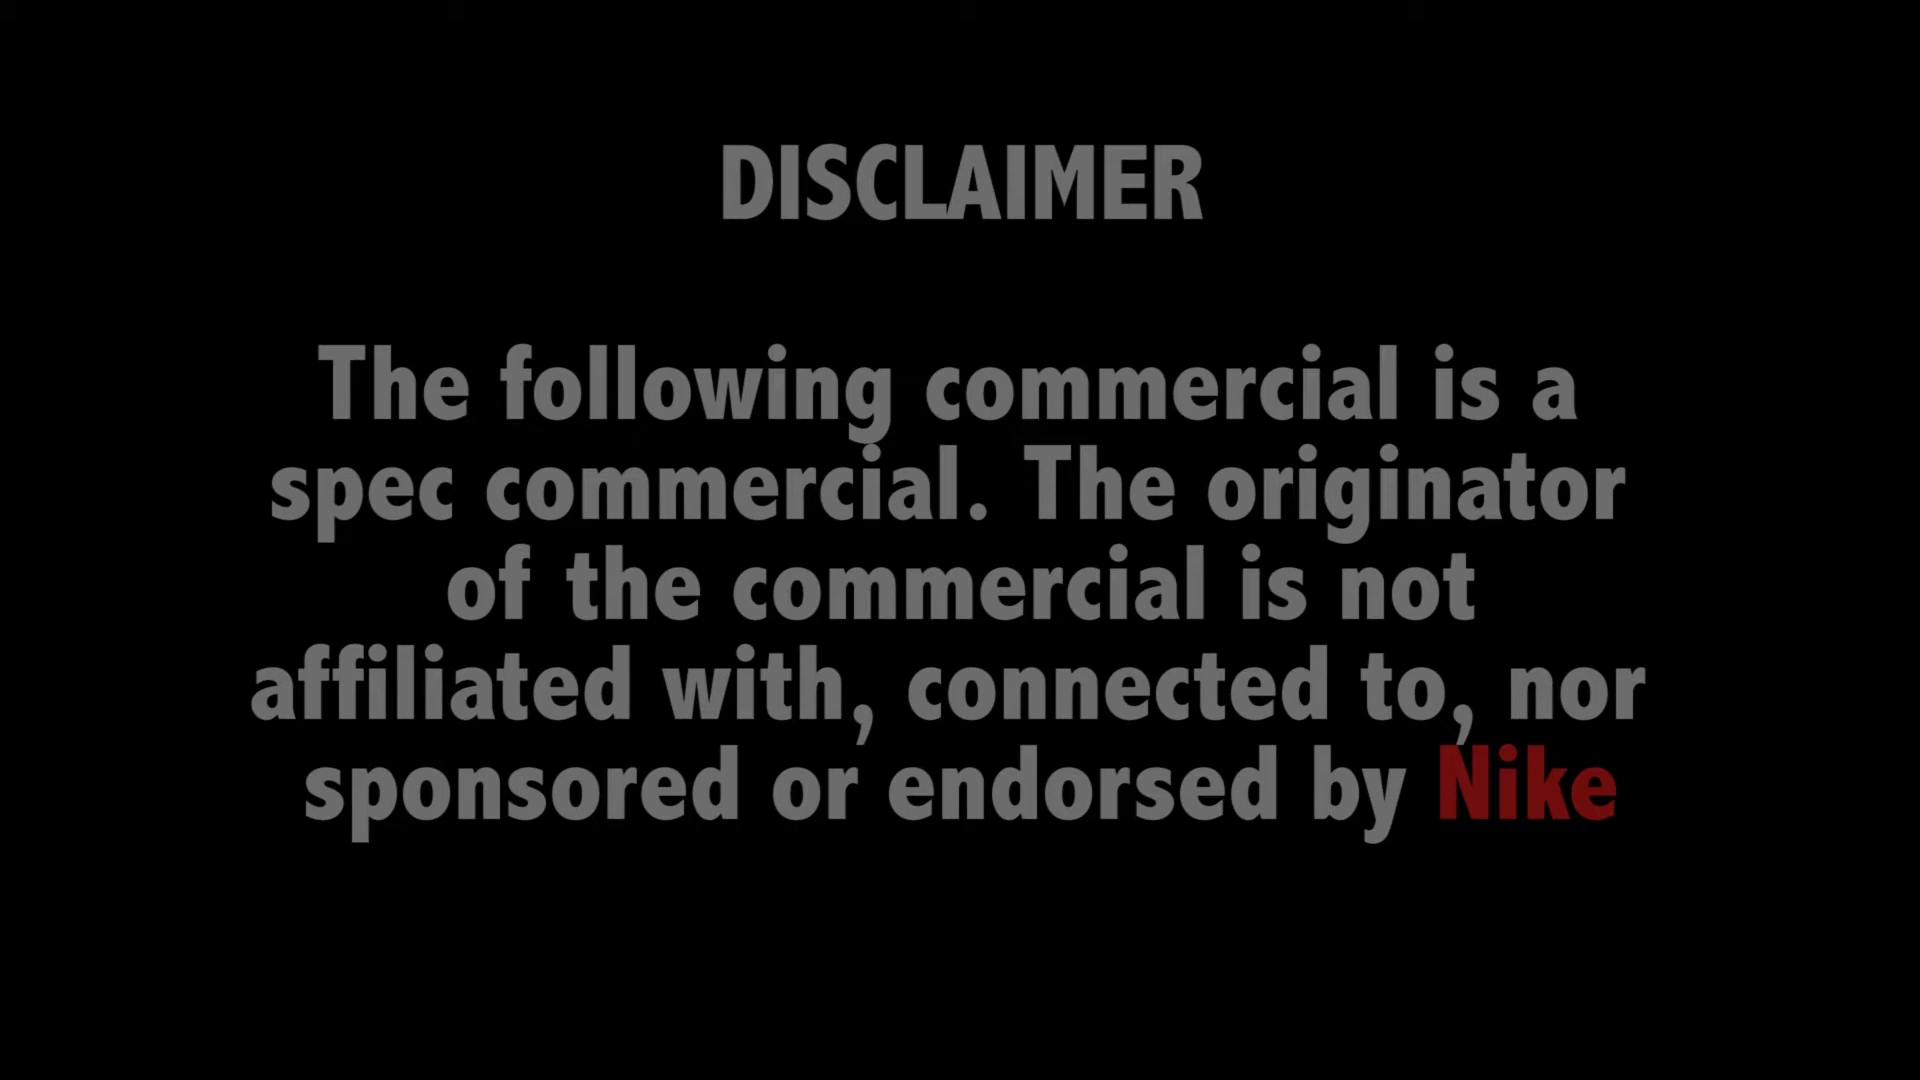 DISCLAIMER
The following commercial is a
spec commercial. The originator
of the commercial is not
affiliated with, connected to, nor
sponsored or endorsed by Nike